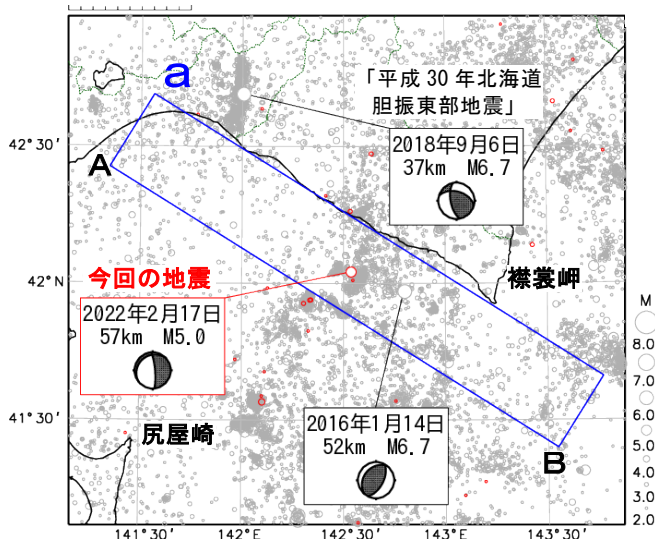 a
「平成30年北海道
胆振東部地震」
42°30′
2018年9月6日
37km M6.7
A
42°N
今回の地震
襟裳岬
2022年2月17日
57km M5.0
M
8.0
7.0
6.0
5.0
4.0
3.0
2.0
41°30′
尻屋崎
2016年1月14日
52km M6.7
B
141°30′
142°E
142°30′
143°E
143°30′